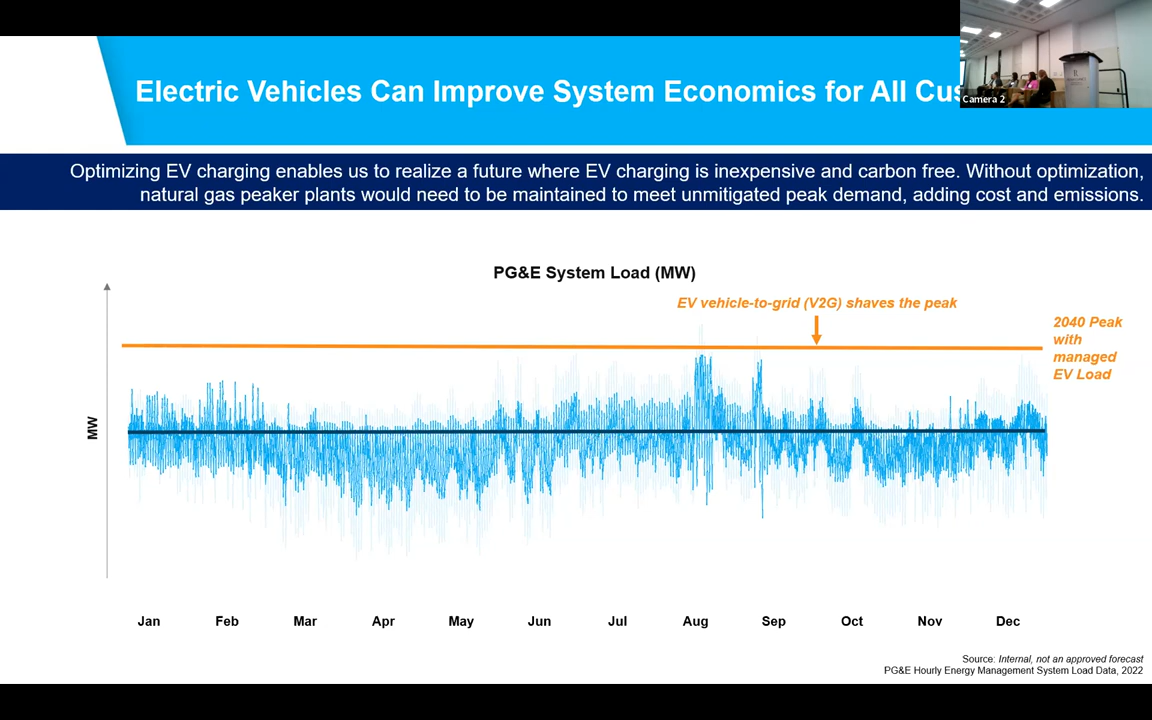 Electric Vehicles Can Improve System Economics for All
Camera 2
Optimizing EV charging enables us to realize a future where EV charging is inexpensive and carbon free. Without optimization,
natural gas peaker plants would need to be maintained to meet unmitigated peak demand, adding cost and emissions.
PG&E System Load (MW)
EV vehicle-to-grid (V2G) shaves the peak
2040 Peak
with
managed
EV Load
MW
Jan Feb Mar Apr May Jun Jul Aug Sep Oct Nov Dec
Source: Internal, not an approved forecast
PG&E Hourly Energy Management System Load Data, 2022